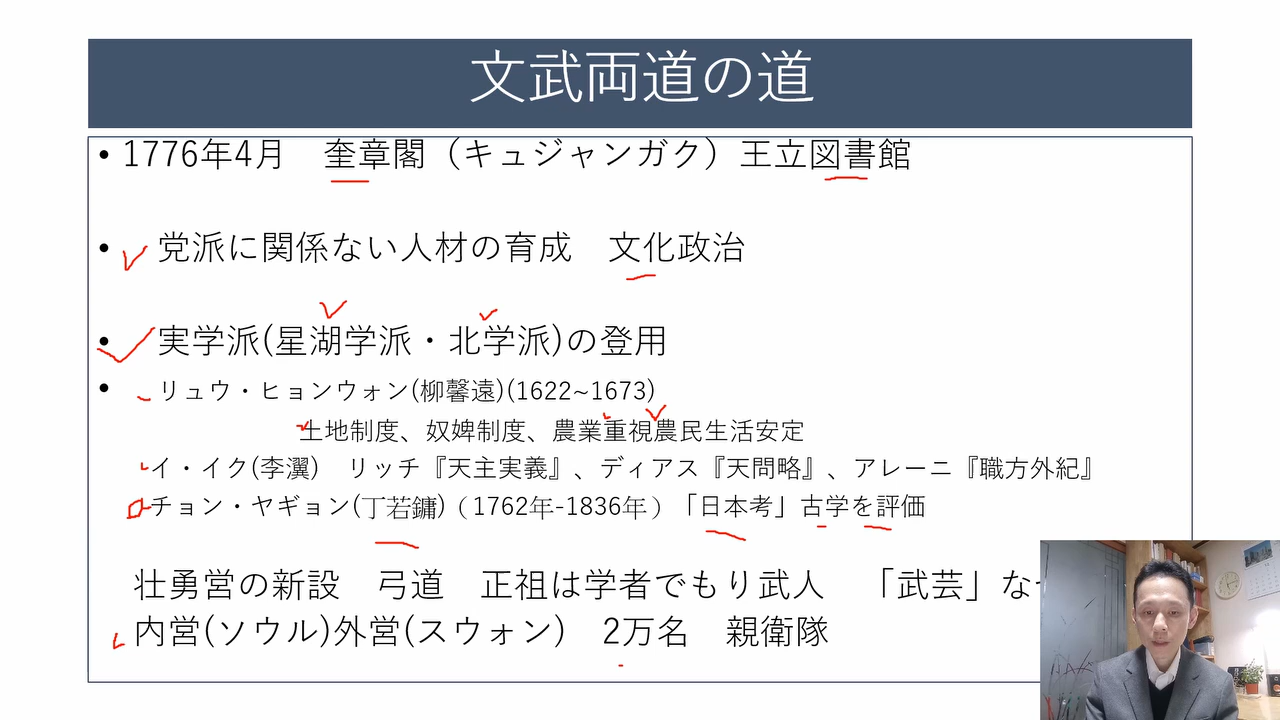 文武両道の道
• 1776年4月　奎章閣（キュジャンガク）王立図書館
• 党派に関係ない人材の育成　文化政治
• 実学派(星湖学派・北学派)の登用
• リュウ・ヒョンウォン(柳馨遠)(1622~1673)
土地制度、奴婢制度、農業重視農民生活安定
イ・イク(李瀷)　リッチ『天主実義』、ディアス『天問略』、アレーニ『職方外紀』
チョン・ヤギョン(丁若鏞)（1762年-1836年）「日本考」古学を評価
壮勇営の新設　弓道　正祖は学者でもり武人　「武芸」な
内営(ソウル)外営(スウォン)　2万名　親衛隊